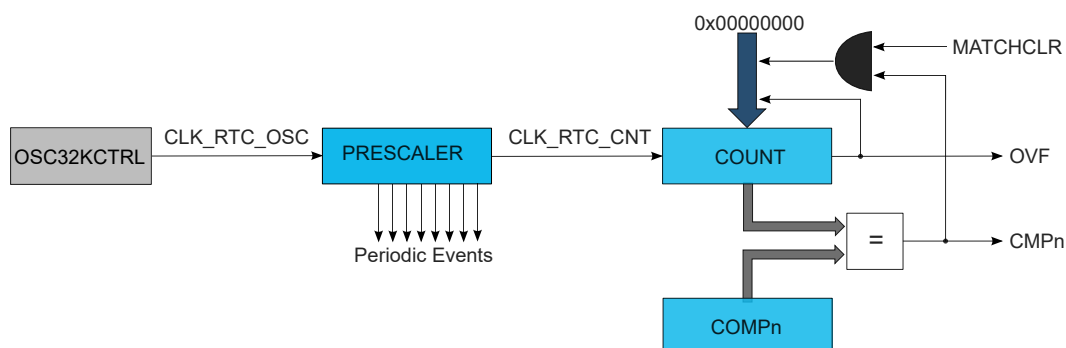 0x00000000
MATCHCLR
CLK_RTC_OSC
CLK_RTC_CNT
OSC32KCTRL
PRESCALER
COUNT
OVF
Periodic Events
=
CMPn
COMPn